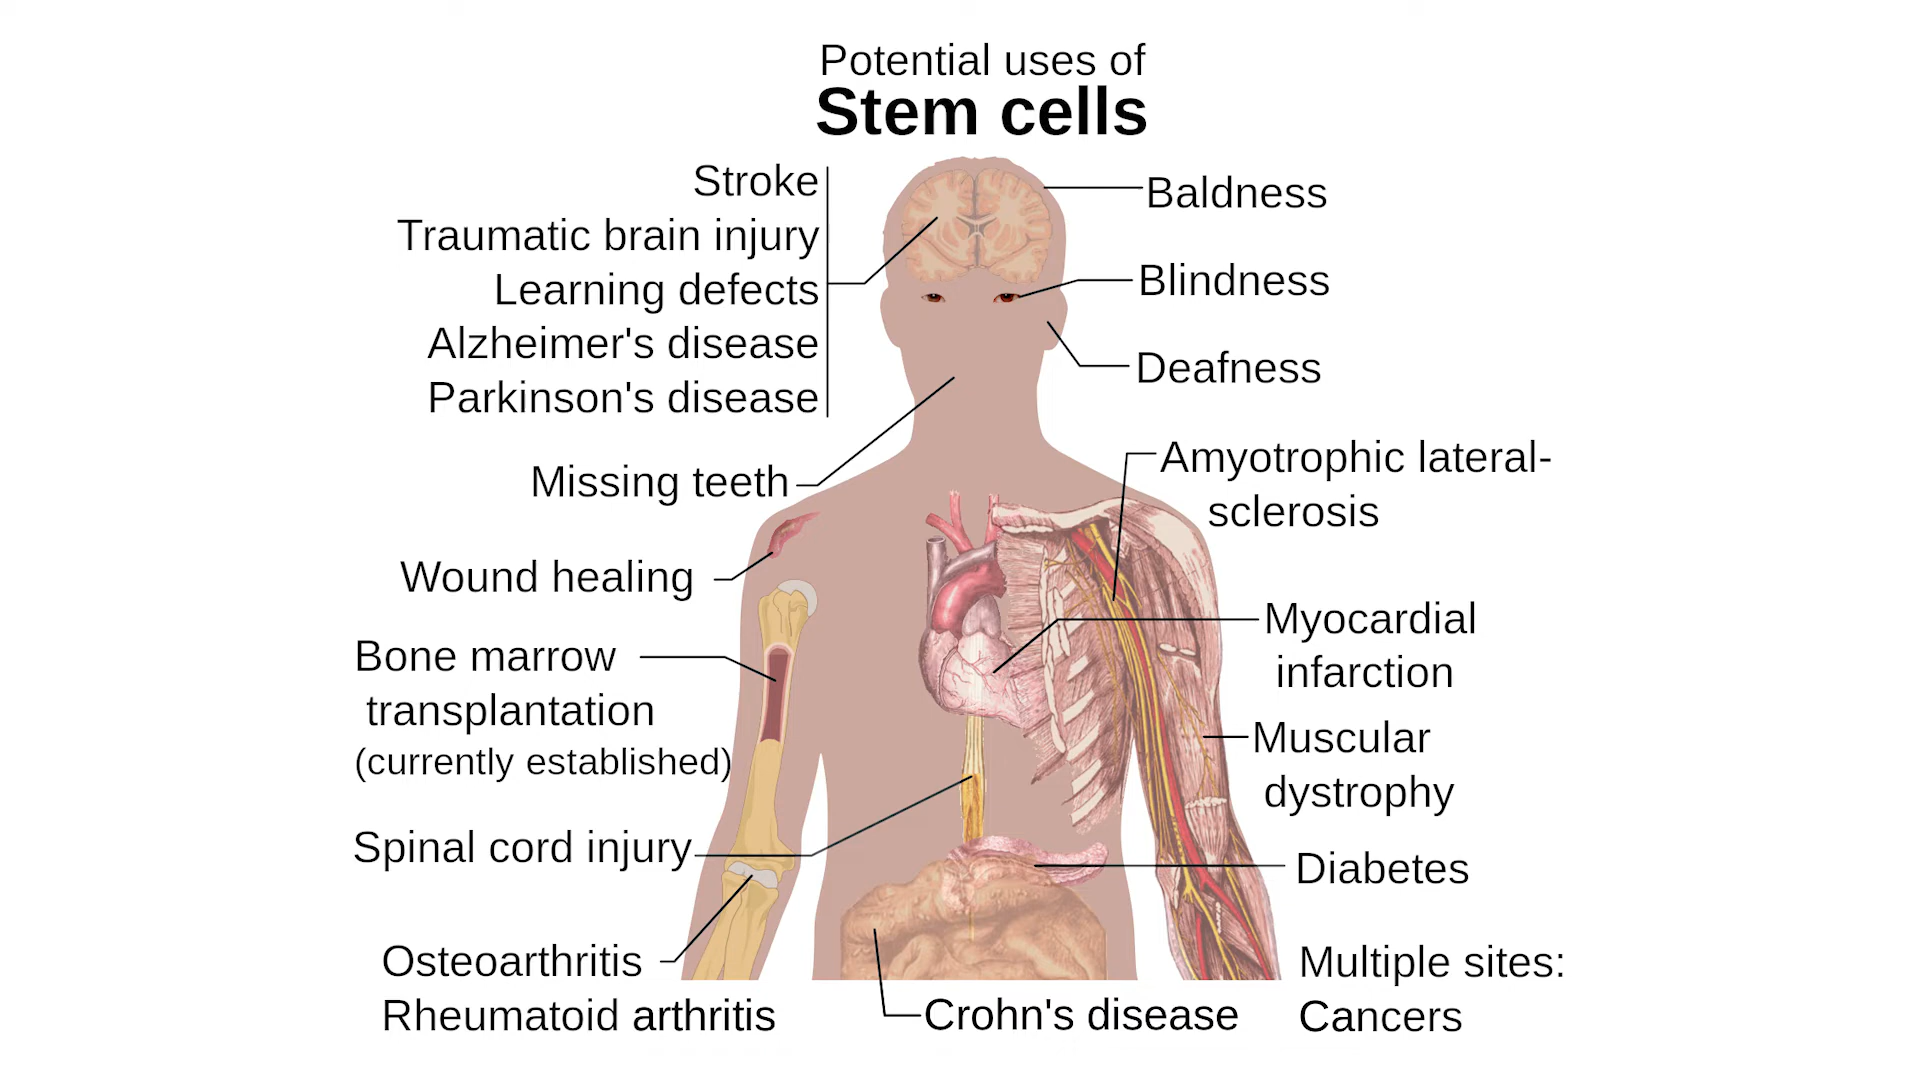 Potential uses of
Stem cells
Stroke
Traumatic brain injury
Learning defects
Alzheimer's disease
Parkinson's disease
Missing teeth
Wound healing
Bone marrow
transplantation
(currently established)
Spinal cord injury
Osteoarthritis
Rheumatoid arthritis
Baldness
Blindness
Deafness
Amyotrophic lateral-
sclerosis
Myocardial
infarction
Muscular
dystrophy
Diabetes
Crohn's disease
Multiple sites:
Cancers